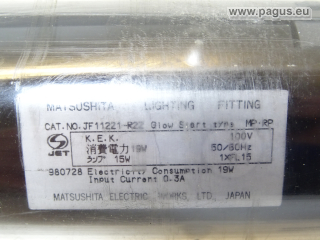 www.pagus.eu
MATSUSHITA LIGHTING FITTING
CAT.NO.JF11221-R22 Glow Start type MP·RP
K.E.K. 100V
JET 消費電力 19W 50/60Hz
ランプ 15W 1XFL15
980728 Electricity Consumption 19W
Input Current 0.3A
MATSUSHITA ELECTRIC WORKS, LTD, JAPAN